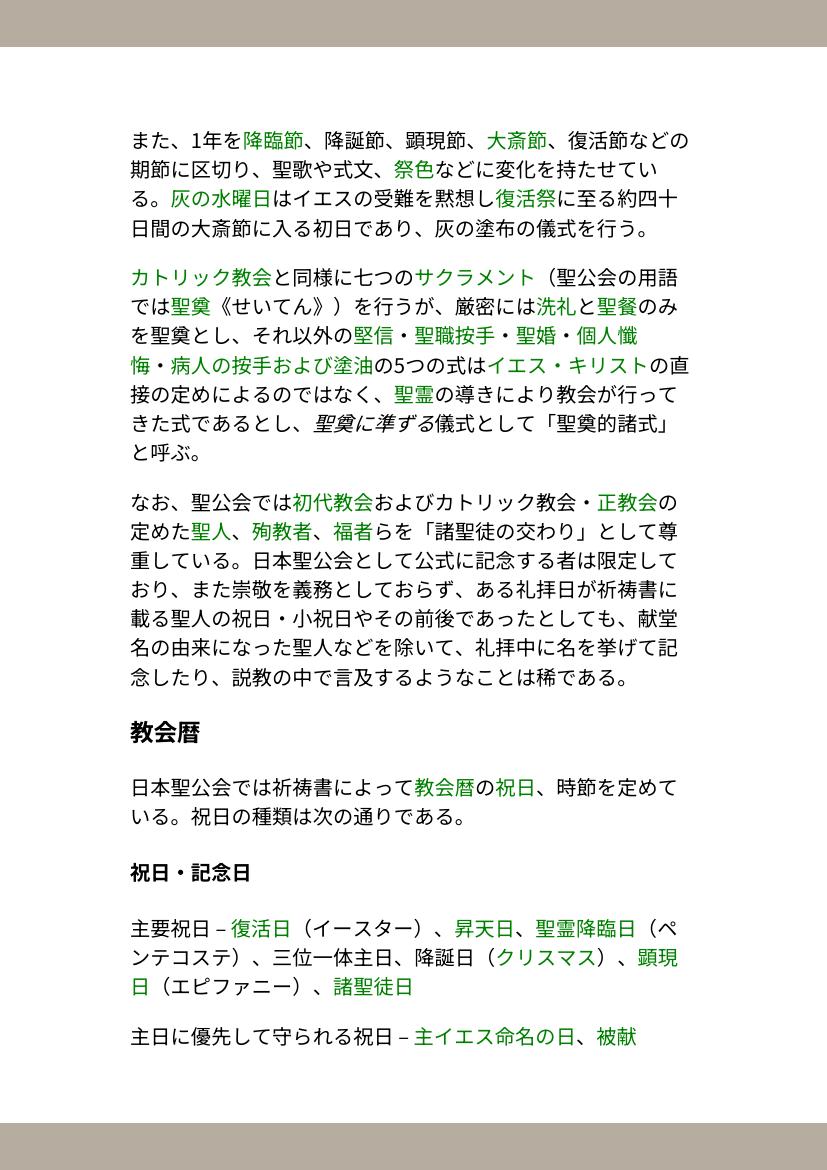 また、1年を降臨節、降誕節、顕現節、大斎節、復活節などの
期節に区切り、聖歌や式文、祭色などに変化を持たせてい
る。灰の水曜日はイエスの受難を黙想し復活祭に至る約四十
日間の大斎節に入る初日であり、灰の塗布の儀式を行う。
カトリック教会と同様に七つのサクラメント（聖公会の用語
では聖奠《せいてん》）を行うが、厳密には洗礼と聖餐のみ
を聖奠とし、それ以外の堅信・聖職按手・聖婚・個人懺
悔・病人の按手および塗油の5つの式はイエス・キリストの直
接の定めによるのではなく、聖霊の導きにより教会が行って
きた式であるとし、聖奠に準ずる儀式として「聖奠的諸式」
と呼ぶ。
なお、聖公会では初代教会およびカトリック教会・正教会の
定めた聖人、殉教者、福者らを「諸聖徒の交わり」として尊
重している。日本聖公会として公式に記念する者は限定して
おり、また崇敬を義務としておらず、ある礼拝日が祈祷書に
載る聖人の祝日・小祝日やその前後であったとしても、献堂
名の由来になった聖人などを除いて、礼拝中に名を挙げて記
念したり、説教の中で言及するようなことは稀である。
教会暦
日本聖公会では祈祷書によって教会暦の祝日、時節を定めて
いる。祝日の種類は次の通りである。
祝日・記念日
主要祝日 – 復活日（イースター）、昇天日、聖霊降臨日（ペ
ンテコステ）、三位一体主日、降誕日（クリスマス）、顕現
日（エピファニー）、諸聖徒日
主日に優先して守られる祝日 – 主イエス命名の日、被献